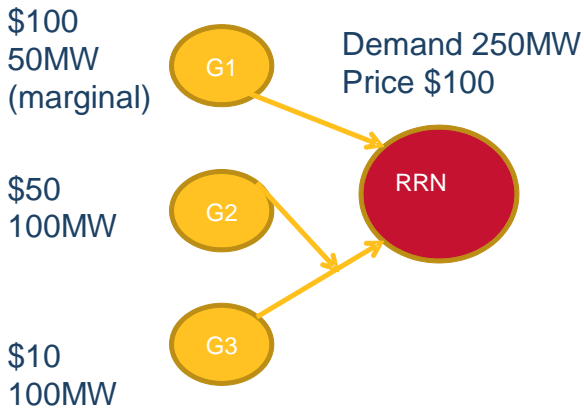 $100
50MW
(marginal)
G1
Demand 250MW
Price $100
RRN
$50
100MW
G2
$10
100MW
G3